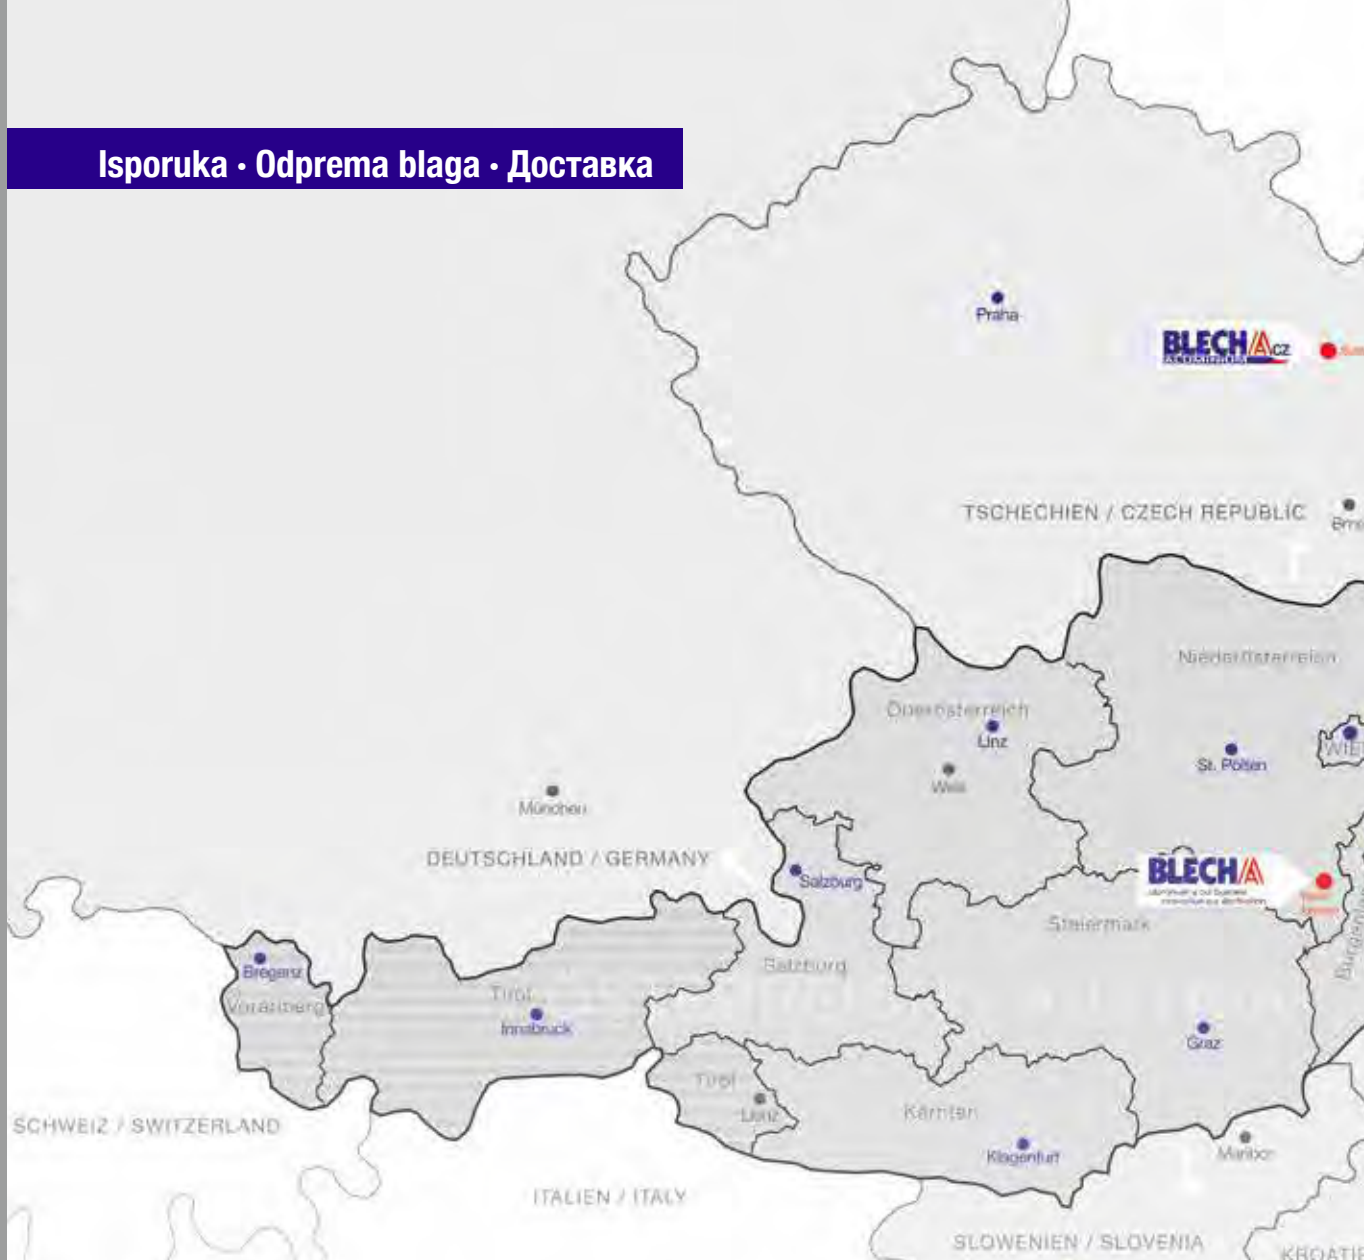 Isporuka · Odprema blaga · Доставка
Praha
BLECHA.CZ
ALUMINIUM
TSCHECHIEN / CZECH REPUBLIC
Niederösterreich
Oberösterreich
Linz
Wels
St. Pölten
München
DEUTSCHLAND / GERMANY
BLECHA
Salzburg
Steiermark
Bregenz
Salzburg
Vorarlberg
Tirol
Innsbruck
Graz
Tirol
Lienz
Kärnten
SCHWEIZ / SWITZERLAND
Klagenfurt
Maribor
ITALIEN / ITALY
SLOWENIEN / SLOVENIA